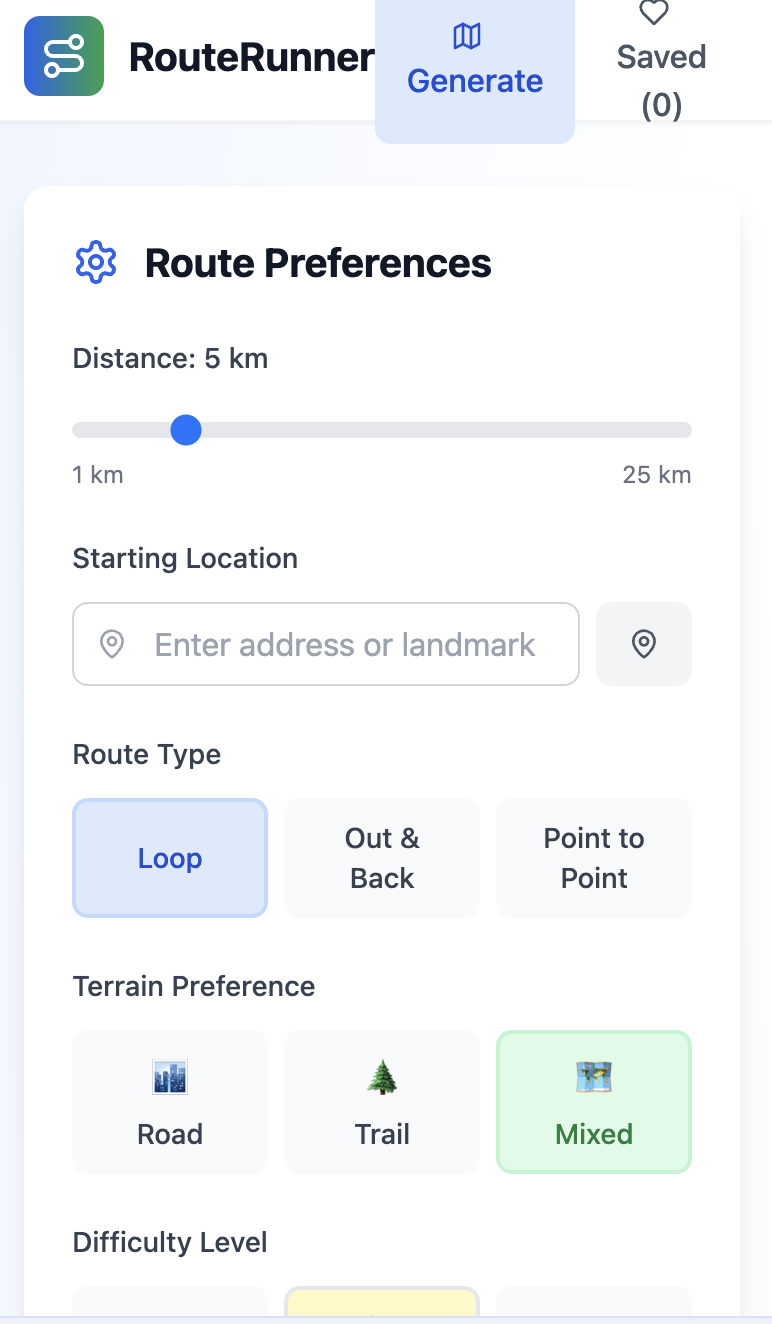 RouteRunner
Generate
Saved
(0)
Route Preferences
Distance: 5 km
1 km
25 km
Starting Location
Enter address or landmark
Route Type
Loop
Out &
Back
Point to
Point
Terrain Preference
Road
Trail
Mixed
Difficulty Level